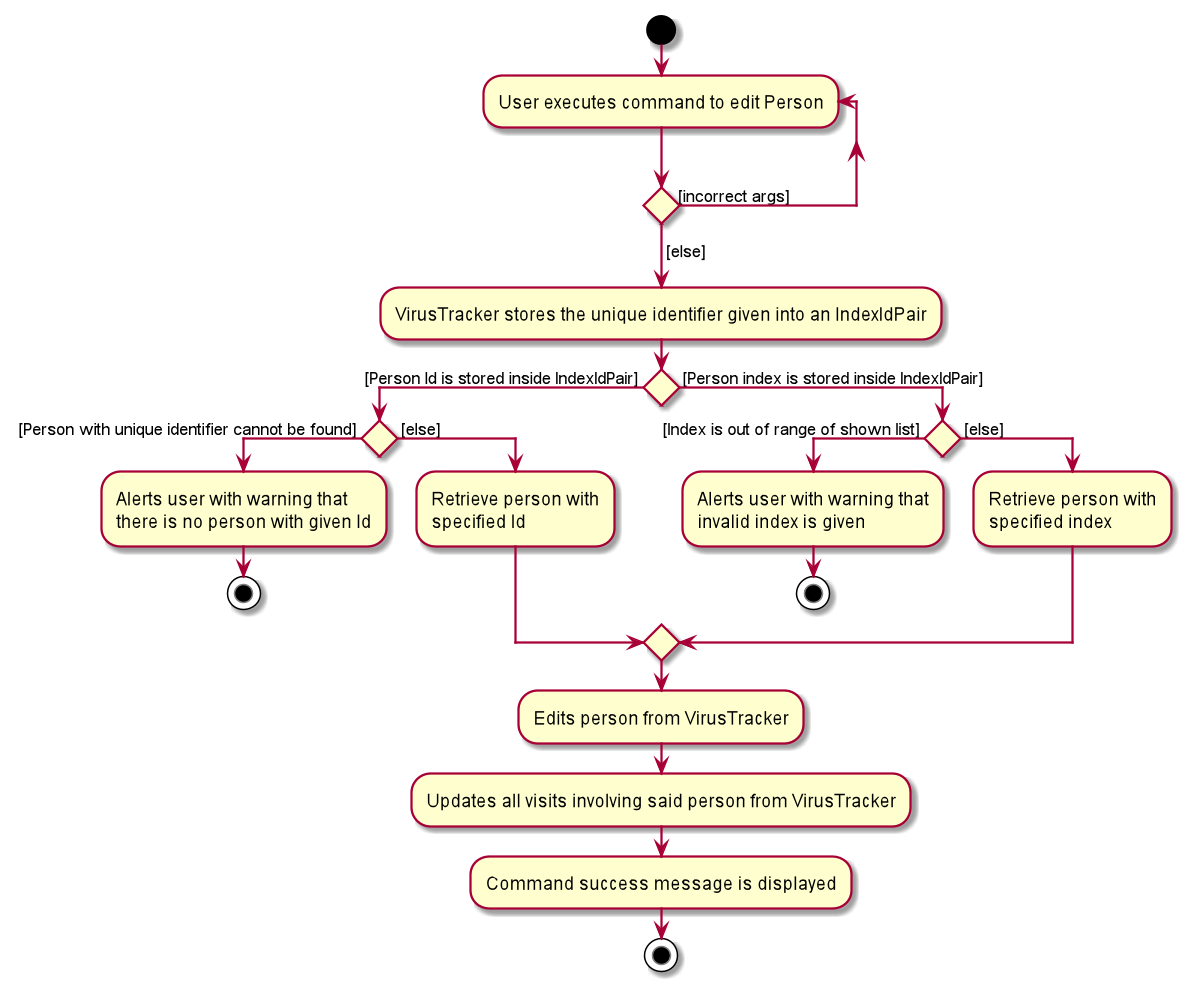 User executes command to edit Person
[incorrect args]
[else]
VirusTracker stores the unique identifier given into an IndexIdPair
[Person Id is stored inside IndexIdPair]
[Person index is stored inside IndexIdPair]
[Person with unique identifier cannot be found]
[else]
[Index is out of range of shown list]
[else]
Alerts user with warning that
there is no person with given Id
Retrieve person with
specified Id
Alerts user with warning that
invalid index is given
Retrieve person with
specified index
Edits person from VirusTracker
Updates all visits involving said person from VirusTracker
Command success message is displayed